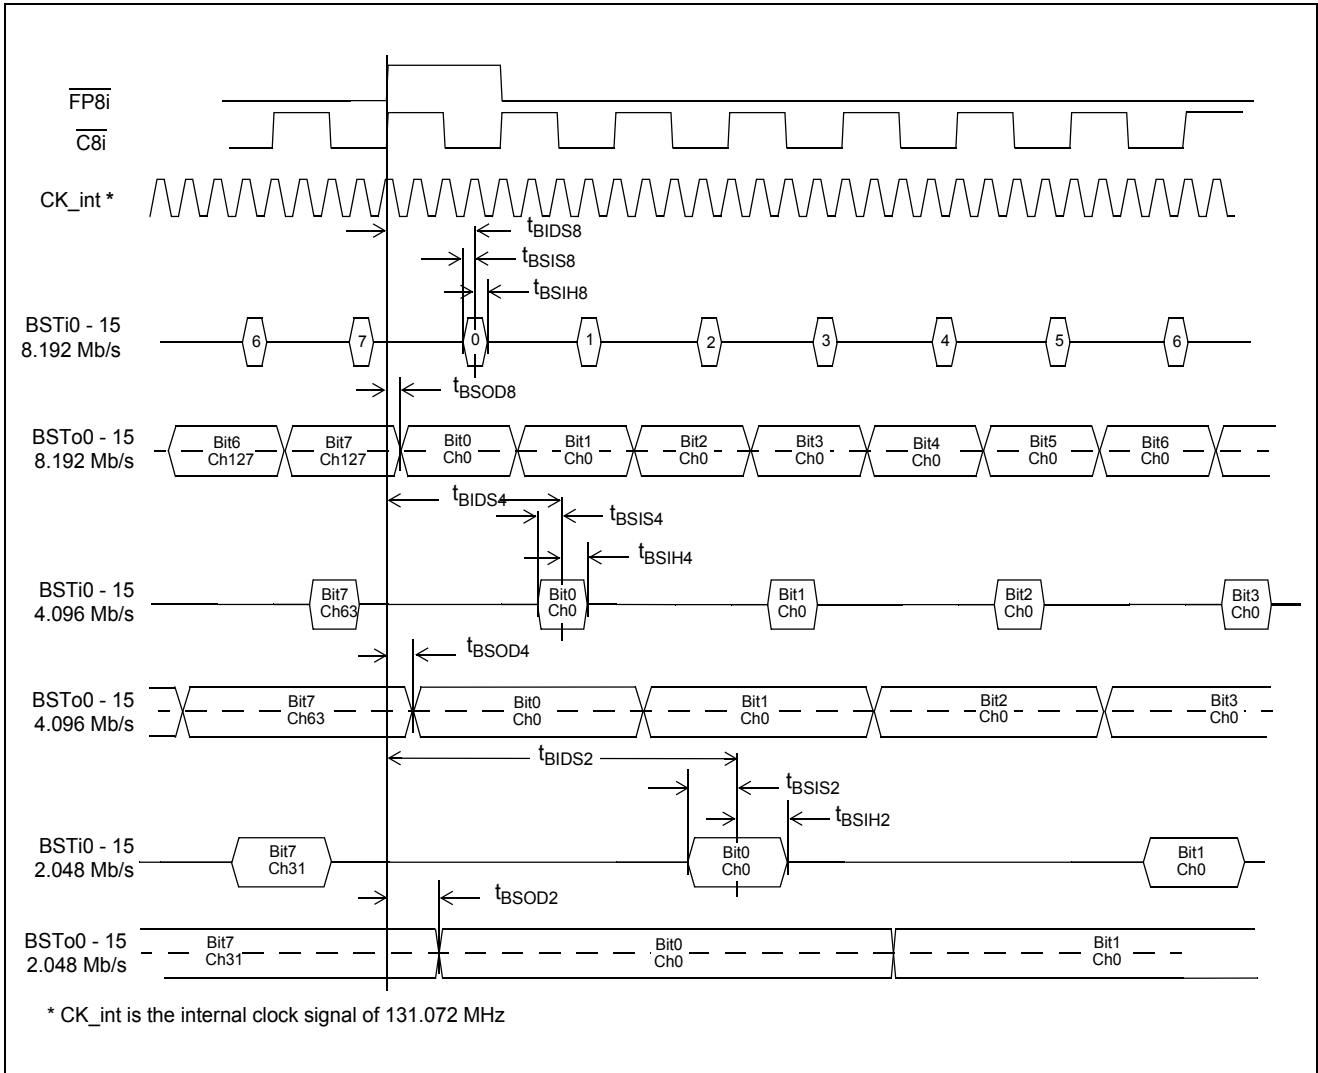 FP8i
C8i
CK_int *
tBIDS8
tBSIS8
tBSIH8
BSTi0 - 15
8.192 Mb/s
6 7 0 1 2 3 4 5 6
tBSOD8
BSTo0 - 15
8.192 Mb/s
Bit6 Bit7 Bit0 Bit1 Bit2 Bit3 Bit4 Bit5 Bit6
Ch127 Ch127 Ch0 Ch0 Ch0 Ch0 Ch0 Ch0 Ch0
tBIDS4
tBSIS4
tBSIH4
BSTi0 - 15
4.096 Mb/s
Bit7 Bit0 Bit1 Bit2 Bit3
Ch63 Ch0 Ch0 Ch0 Ch0
tBSOD4
BSTo0 - 15
4.096 Mb/s
Bit7 Bit0 Bit1 Bit2 Bit3
Ch63 Ch0 Ch0 Ch0 Ch0
tBIDS2
tBSIS2
tBSIH2
BSTi0 - 15
2.048 Mb/s
Bit7 Bit0 Bit1
Ch31 Ch0 Ch0
tBSOD2
BSTo0 - 15
2.048 Mb/s
Bit7 Bit0 Bit1
Ch31 Ch0 Ch0
* CK_int is the internal clock signal of 131.072 MHz